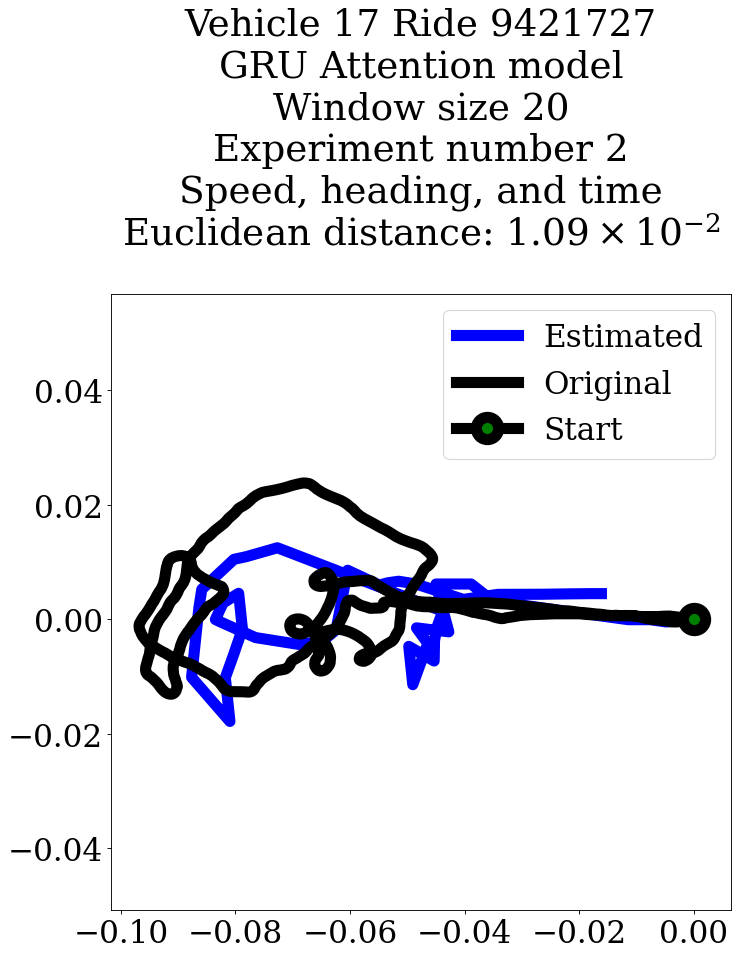 Vehicle 17 Ride 9421727
GRU Attention model
Window size 20
Experiment number 2
Speed, heading, and time
Euclidean distance: 1.09 × 10⁻²
Estimated
Original
Start
0.04
0.02
0.00
−0.02
−0.04
−0.10 −0.08 −0.06 −0.04 −0.02 0.00